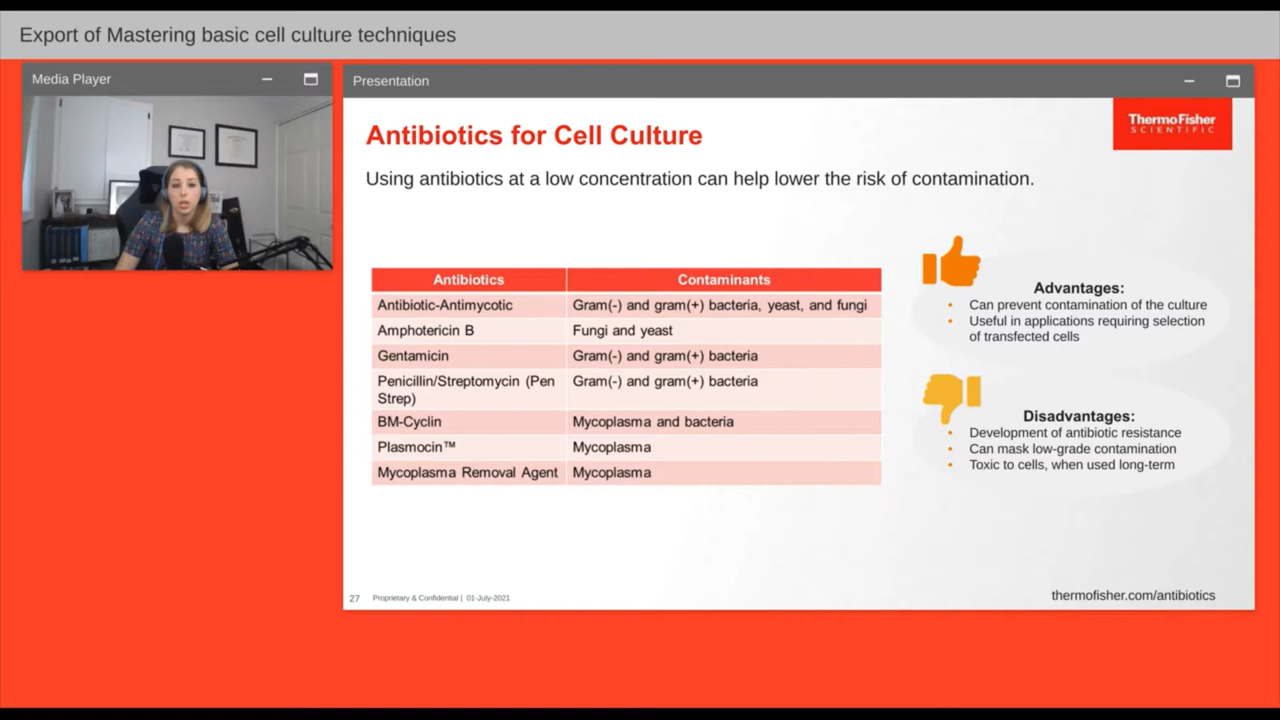 Export of Mastering basic cell culture techniques
Media Player
Presentation
ThermoFisher
SCIENTIFIC
Antibiotics for Cell Culture
Using antibiotics at a low concentration can help lower the risk of contamination.
Antibiotics Contaminants
Antibiotic-Antimycotic Gram(-) and gram(+) bacteria, yeast, and fungi
Amphotericin B Fungi and yeast
Gentamicin Gram(-) and gram(+) bacteria
Penicillin/Streptomycin (Pen Gram(-) and gram(+) bacteria
Strep)
BM-Cyclin Mycoplasma and bacteria
Plasmocin™ Mycoplasma
Mycoplasma Removal Agent Mycoplasma
Advantages:
• Can prevent contamination of the culture
• Useful in applications requiring selection
of transfected cells
Disadvantages:
• Development of antibiotic resistance
• Can mask low-grade contamination
• Toxic to cells, when used long-term
27 Proprietary & Confidential | 01-July-2021
thermofisher.com/antibiotics